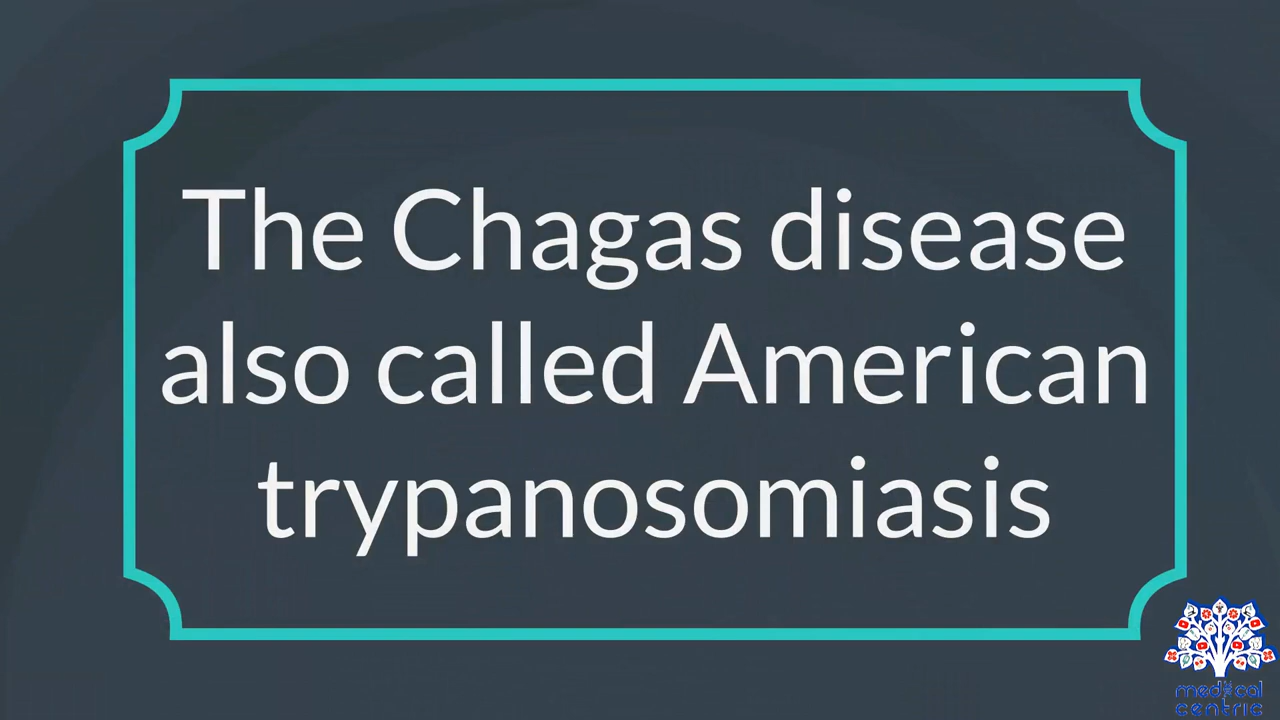 The Chagas disease
also called American
trypanosomiasis
medical
centric